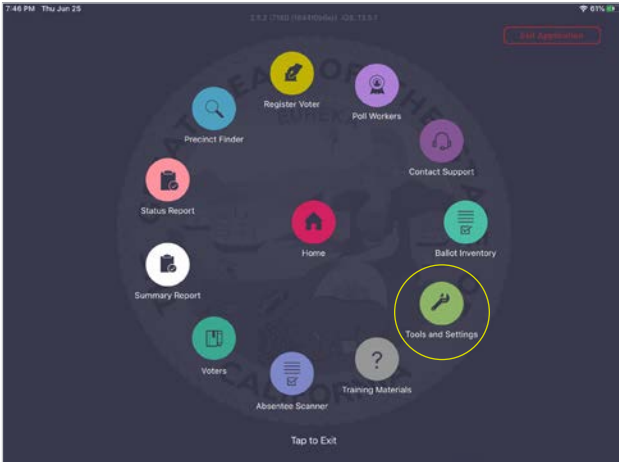 7:46 PM Thu Jun 25
61%
Exit Application
Register Voter
Poll Workers
Precinct Finder
Contact Support
Status Report
Home
Ballot Inventory
Summary Report
Tools and Settings
Voters
Training Materials
Absentee Scanner
Tap to Exit